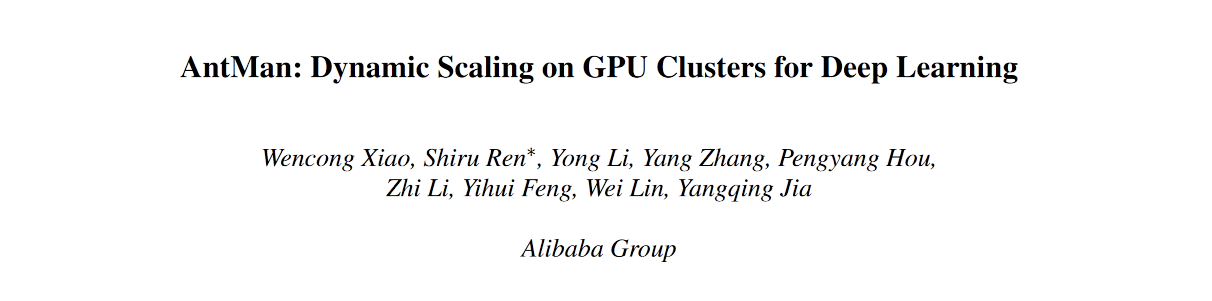 AntMan: Dynamic Scaling on GPU Clusters for Deep Learning
Wencong Xiao, Shiru Ren*, Yong Li, Yang Zhang, Pengyang Hou,
Zhi Li, Yihui Feng, Wei Lin, Yangqing Jia
Alibaba Group